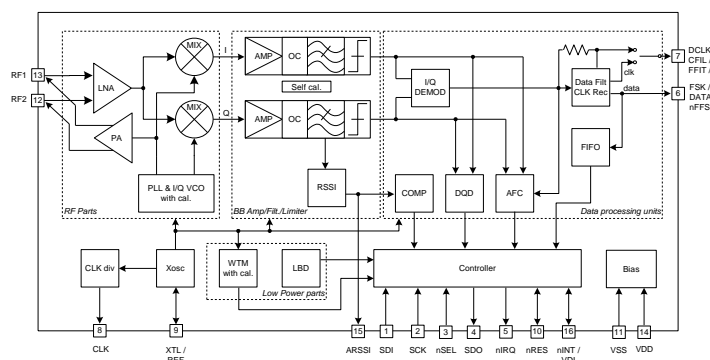 MIX
I
AMP
OC
7
DCLK /
CFIL /
FFIT /
RF1
13
LNA
Self cal.
I/Q
DEMOD
Data Filt
CLK Rec
clk
data
RF2
12
MIX
Q
AMP
OC
6
FSK /
DATA
nFFS
PA
FIFO
PLL & I/Q VCO
with cal.
RSSI
COMP
DQD
AFC
RF Parts
BB Amp/Filt./Limiter
Data processing units
CLK div
Xosc
WTM
with cal.
LBD
Low Power parts
Controller
Bias
8
9
15
1
2
3
4
5
10
16
11
14
CLK
XTL /
REF
ARSSI
SDI
SCK
nSEL
SDO
nIRQ
nRES
nINT /
VDI
VSS
VDD